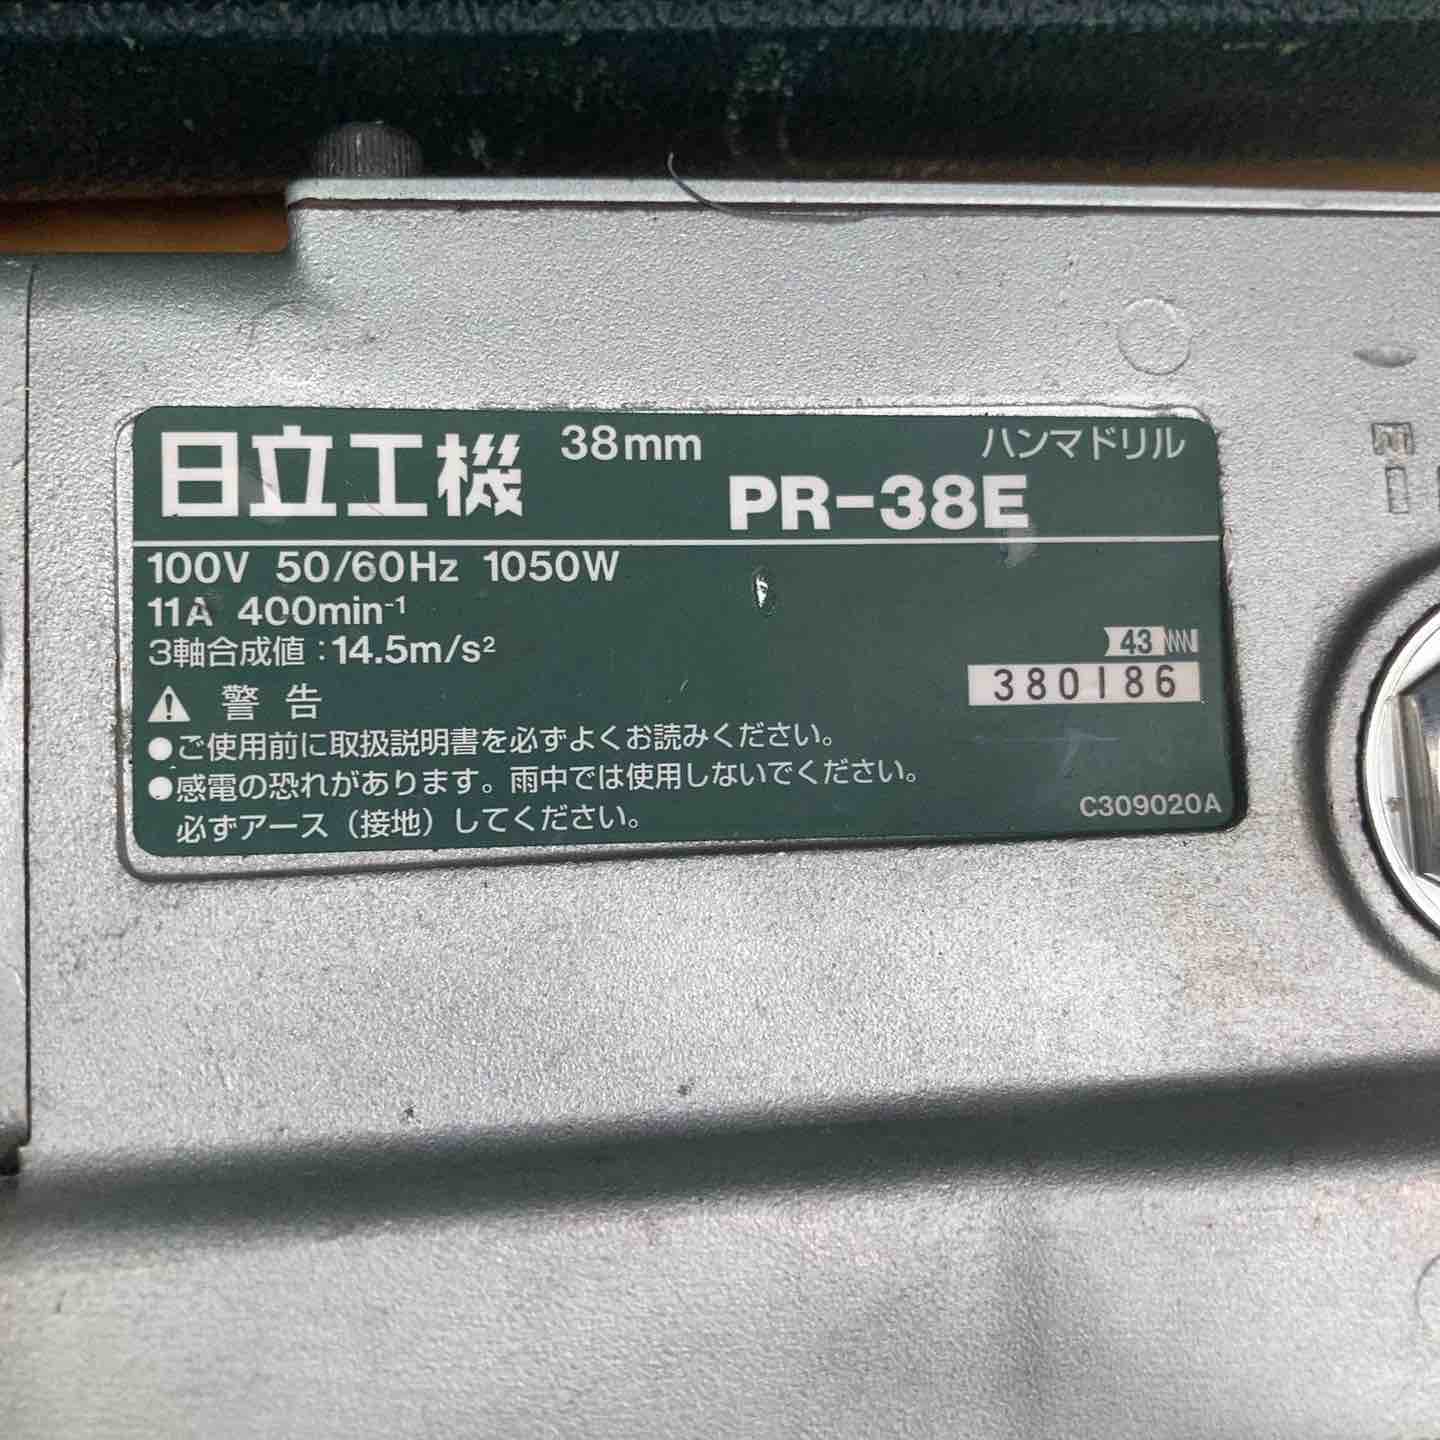 日立工機 38mm ハンマドリル
PR-38E
100V 50/60Hz 1050W
11A 400min⁻¹
3軸合成値：14.5m/s²
43
380186
⚠ 警告
●ご使用前に取扱説明書を必ずよくお読みください。
●感電の恐れがあります。雨中では使用しないでください。
必ずアース（接地）してください。
C309020A